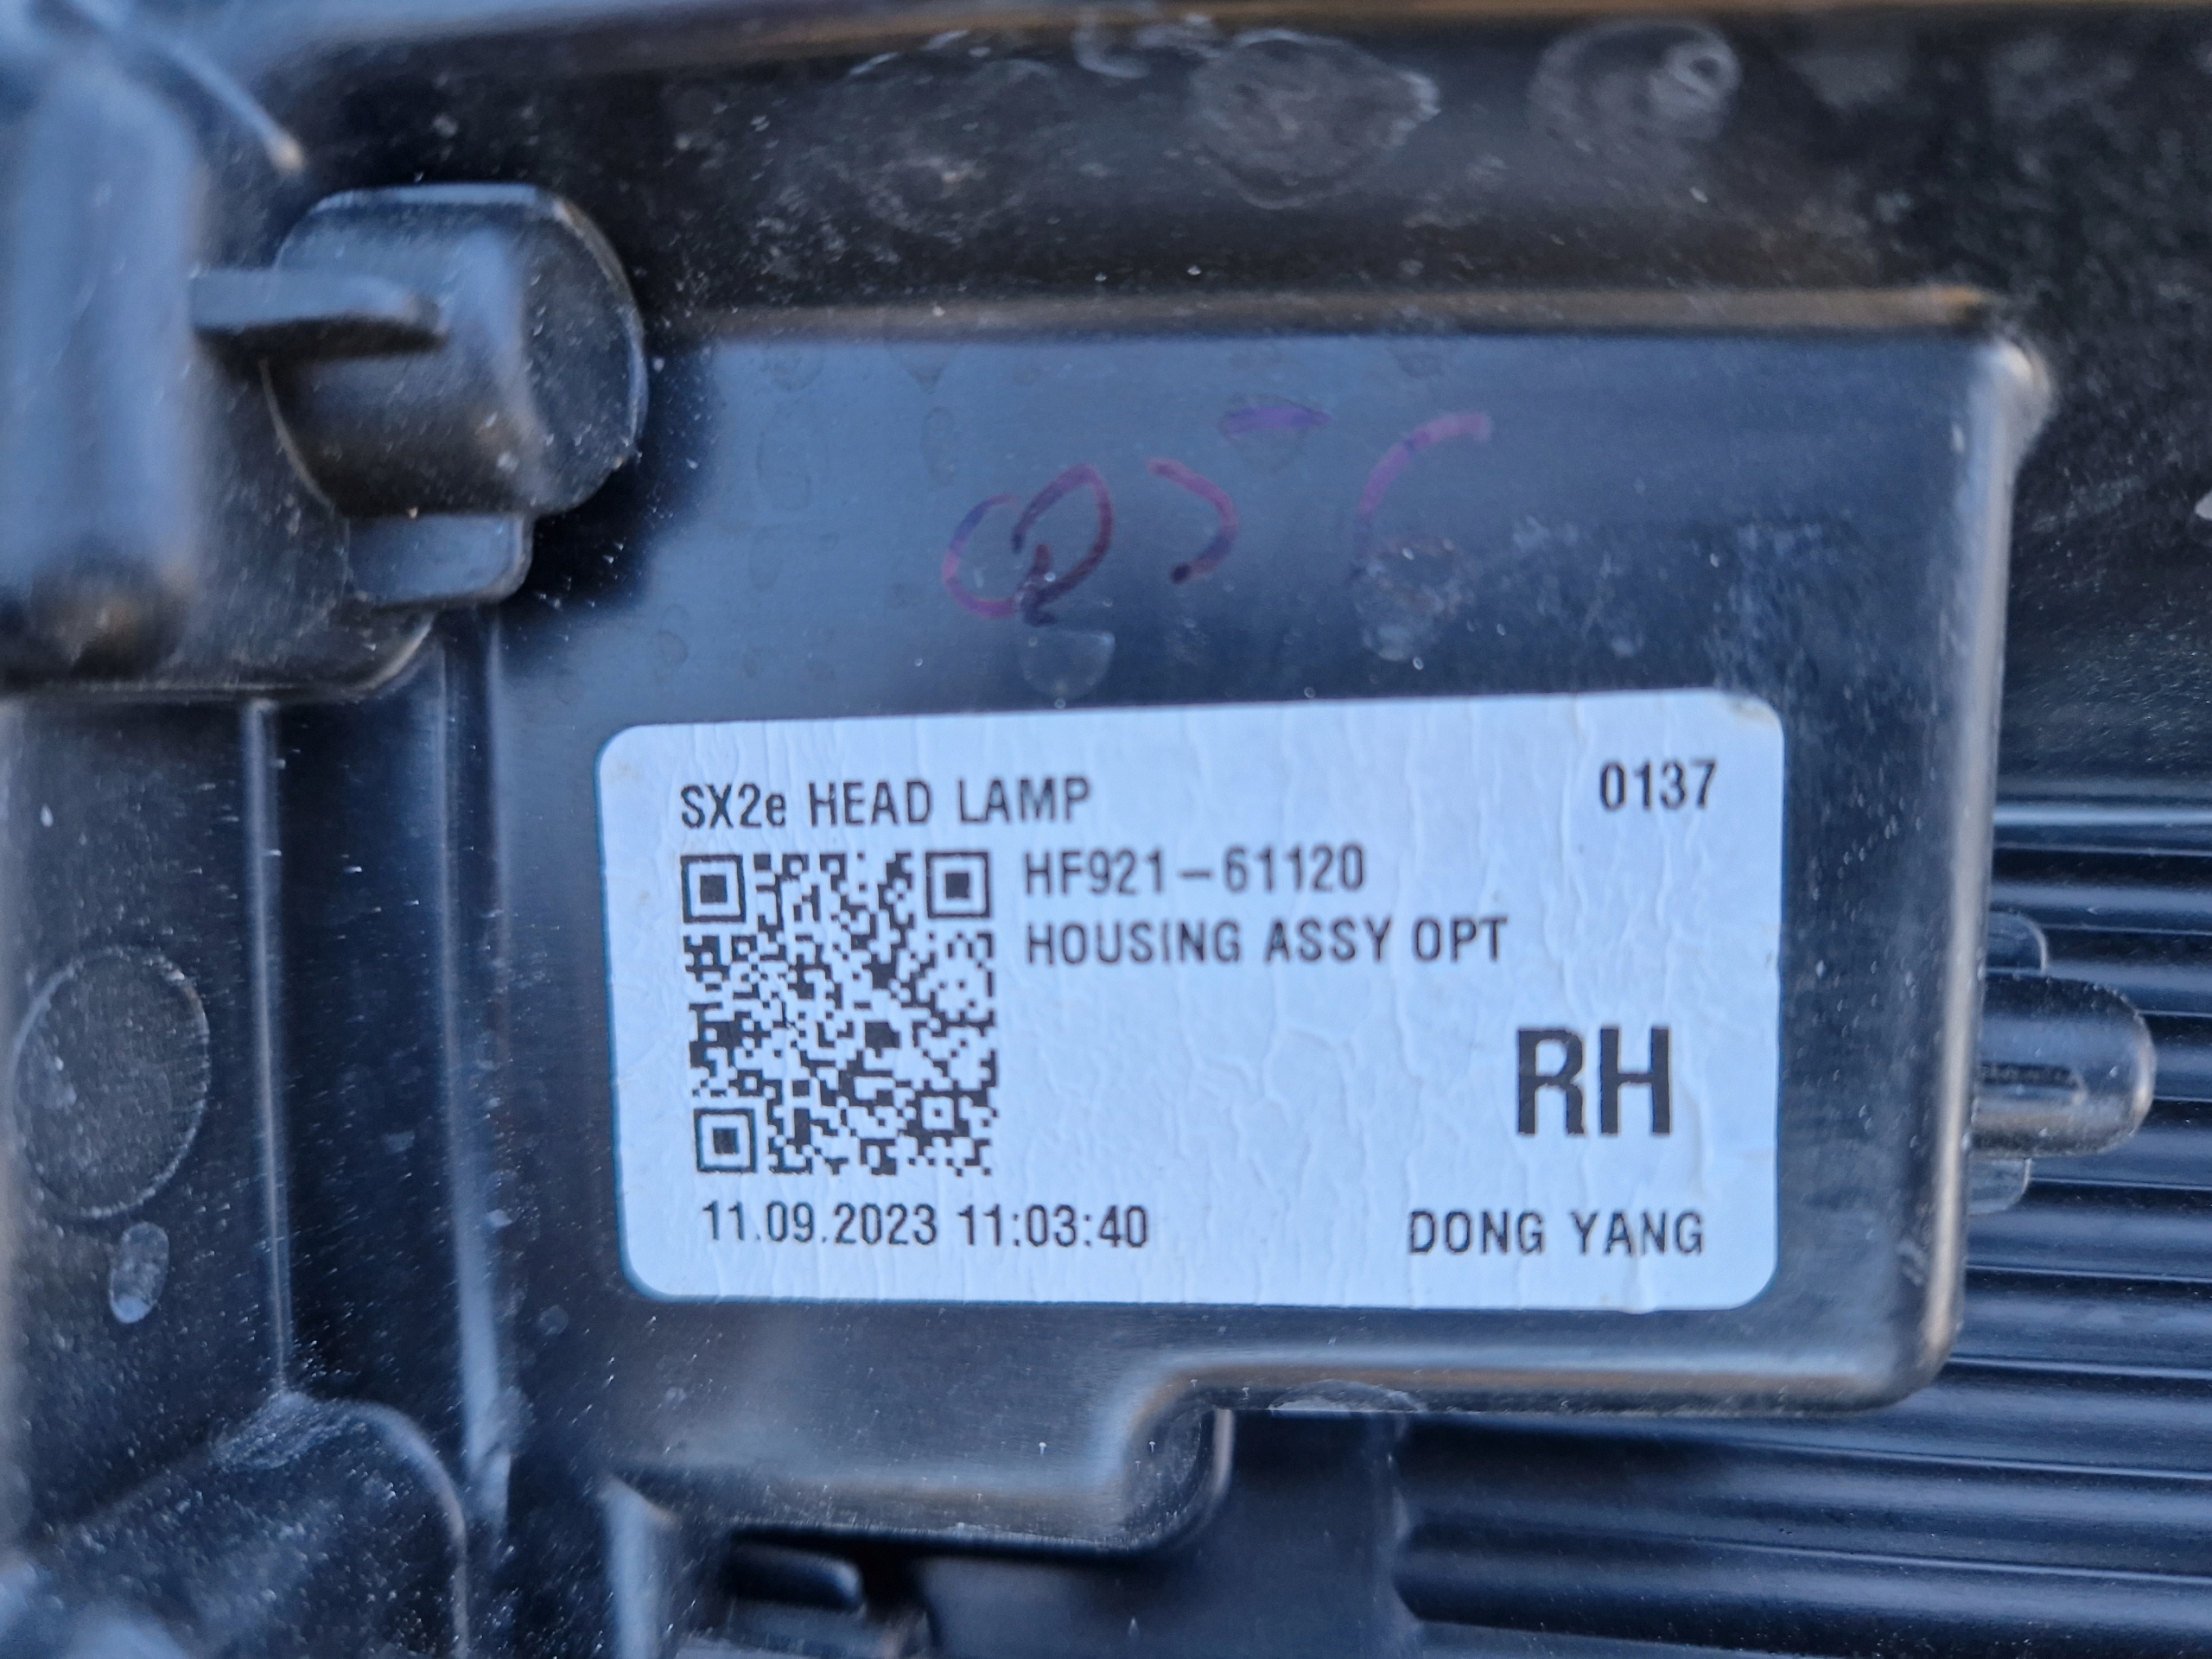 SX2e HEAD LAMP 0137
HF921-61120
HOUSING ASSY OPT
RH
11.09.2023 11:03:40 DONG YANG